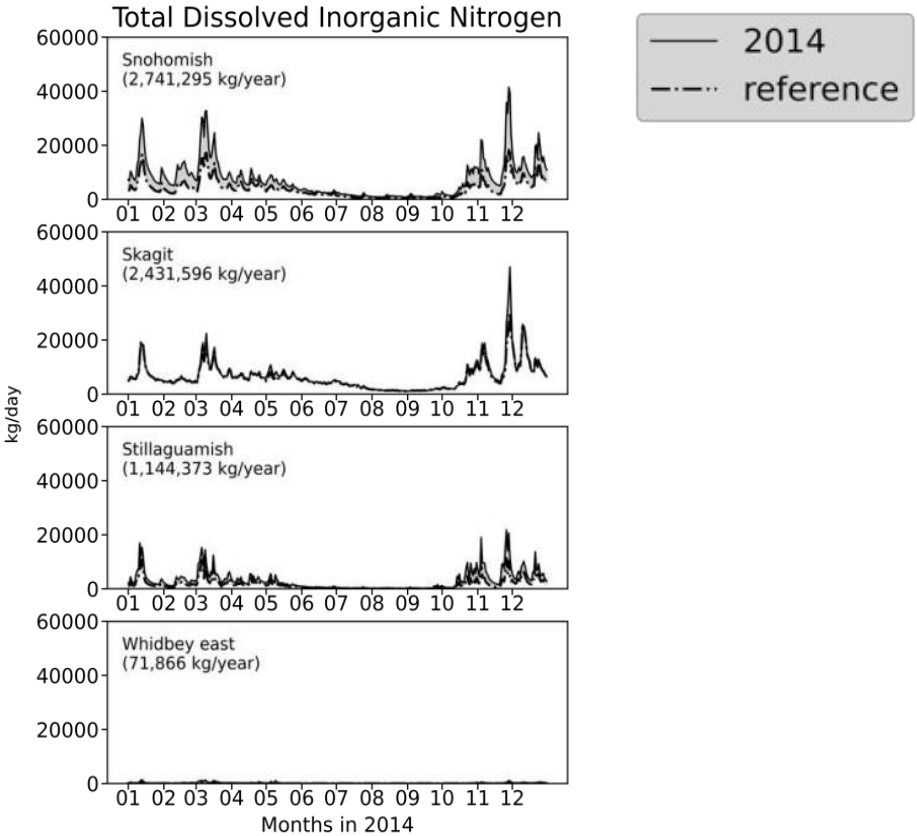 Total Dissolved Inorganic Nitrogen
2014
reference
60000
40000
20000
0
Snohomish
(2,741,295 kg/year)
01 02 03 04 05 06 07 08 09 10 11 12
60000
40000
20000
0
Skagit
(2,431,596 kg/year)
01 02 03 04 05 06 07 08 09 10 11 12
kg/day
60000
40000
20000
0
Stillaguamish
(1,144,373 kg/year)
01 02 03 04 05 06 07 08 09 10 11 12
60000
40000
20000
0
Whidbey east
(71,866 kg/year)
01 02 03 04 05 06 07 08 09 10 11 12
Months in 2014